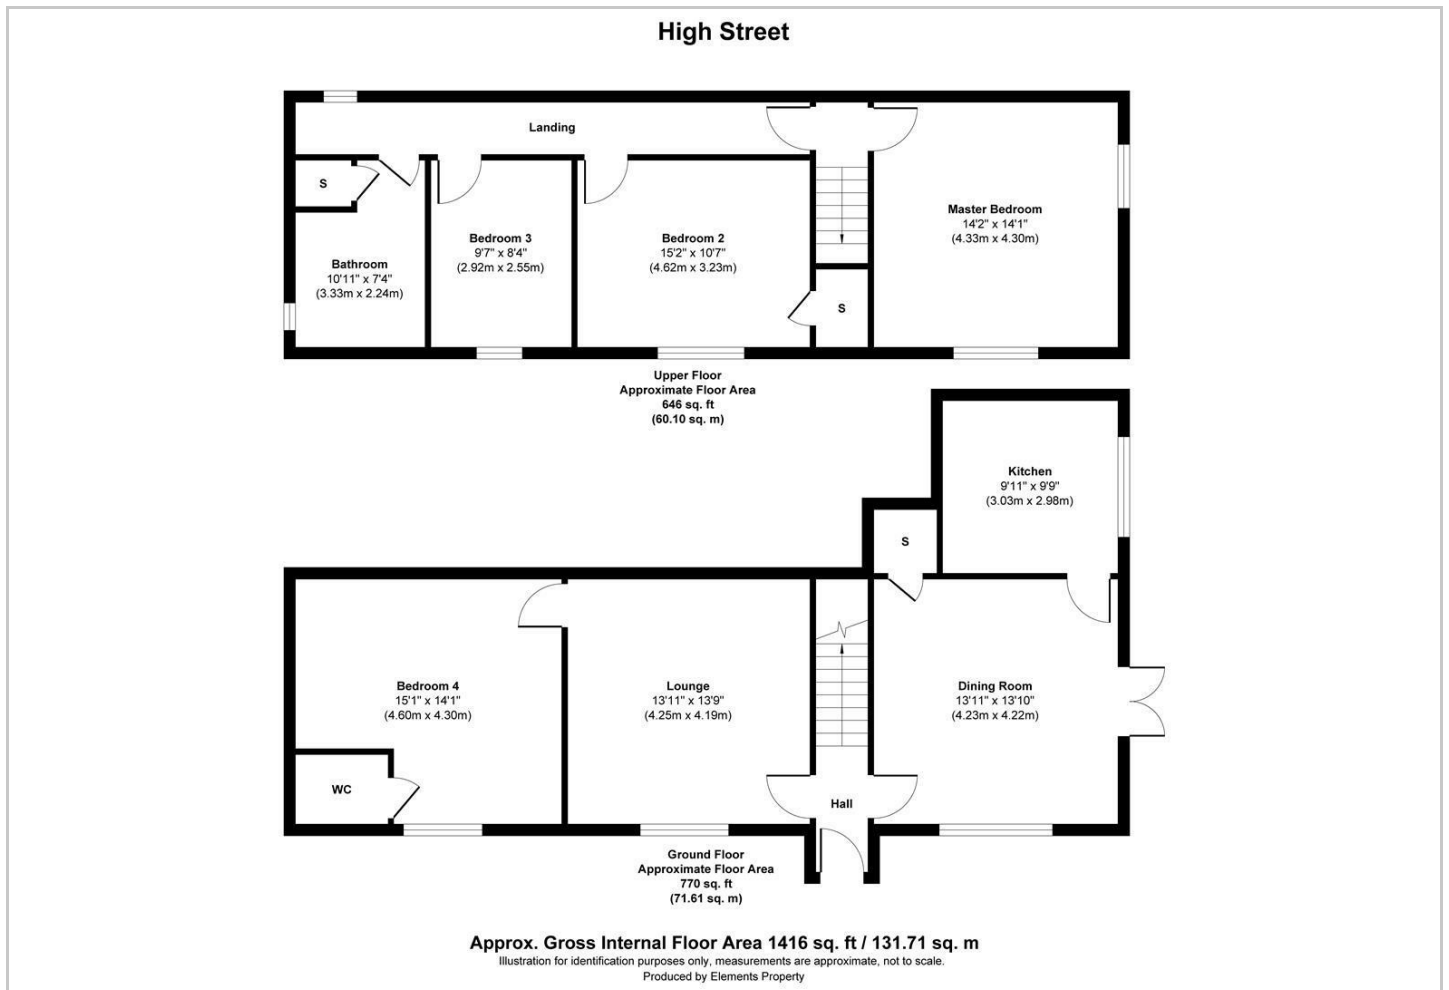 High Street
Landing
S
Bathroom
10'11" x 7'4"
(3.33m x 2.24m)
Bedroom 3
9'7" x 8'4"
(2.92m x 2.55m)
Bedroom 2
15'2" x 10'7"
(4.62m x 3.23m)
S
Master Bedroom
14'2" x 14'1"
(4.33m x 4.30m)
Upper Floor
Approximate Floor Area
646 sq. ft
(60.10 sq. m)
Kitchen
9'11" x 9'9"
(3.03m x 2.98m)
S
Bedroom 4
15'1" x 14'1"
(4.60m x 4.30m)
WC
Lounge
13'11" x 13'9"
(4.25m x 4.19m)
Hall
Dining Room
13'11" x 13'10"
(4.23m x 4.22m)
Ground Floor
Approximate Floor Area
770 sq. ft
(71.61 sq. m)
Approx. Gross Internal Floor Area 1416 sq. ft / 131.71 sq. m
Illustration for identification purposes only, measurements are approximate, not to scale.
Produced by Elements Property